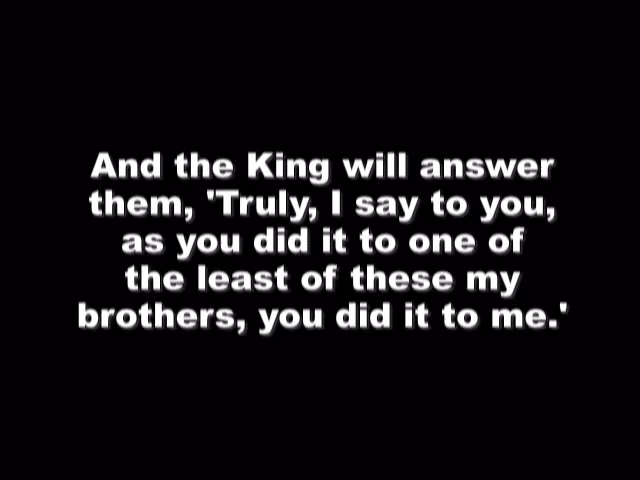 And the King will answer
them, 'Truly, I say to you,
as you did it to one of
the least of these my
brothers, you did it to me.'